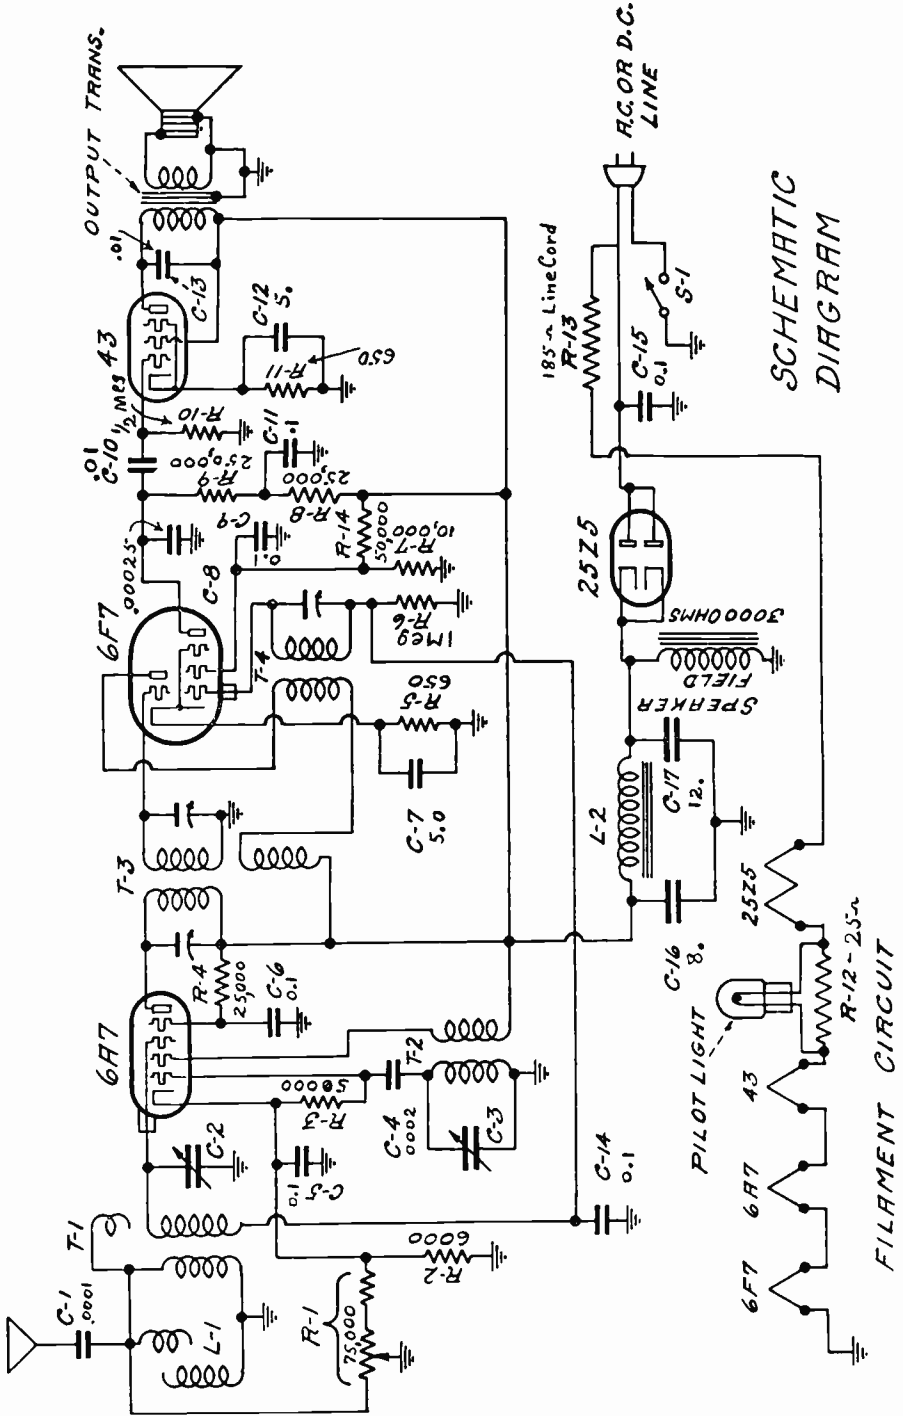 C-1
.0001
T-1
L-1
R-1
75,000
R-2
6000
C-2
C-5
0.1
6A7
R-3
50000
C-4
.0002
T-2
C-3
R-4
25,000
C-6
0.1
C-14
0.1
T-3
6F7
T-4
C-7
5.0
R-5
650
R-6
1Meg
.00025
C-8
C-9
0.1
R-14
50,000
R-7
10,000
R-9
250,000
R-8
25,000
C-11
.1
.01
C-10
1/2 Meg
R-10
43
R-11
650
C-12
5.
.01
C-13
OUTPUT TRANS.
A.C. OR D.C.
LINE
185Ω Line Cord
R-13
S-1
C-15
0.1
25Z5
3000 OHMS
FIELD
SPEAKER
L-2
C-17
12.
C-16
8.
SCHEMATIC
DIAGRAM
25Z5
R-12-25Ω
PILOT LIGHT
43
6A7
6F7
FILAMENT CIRCUIT